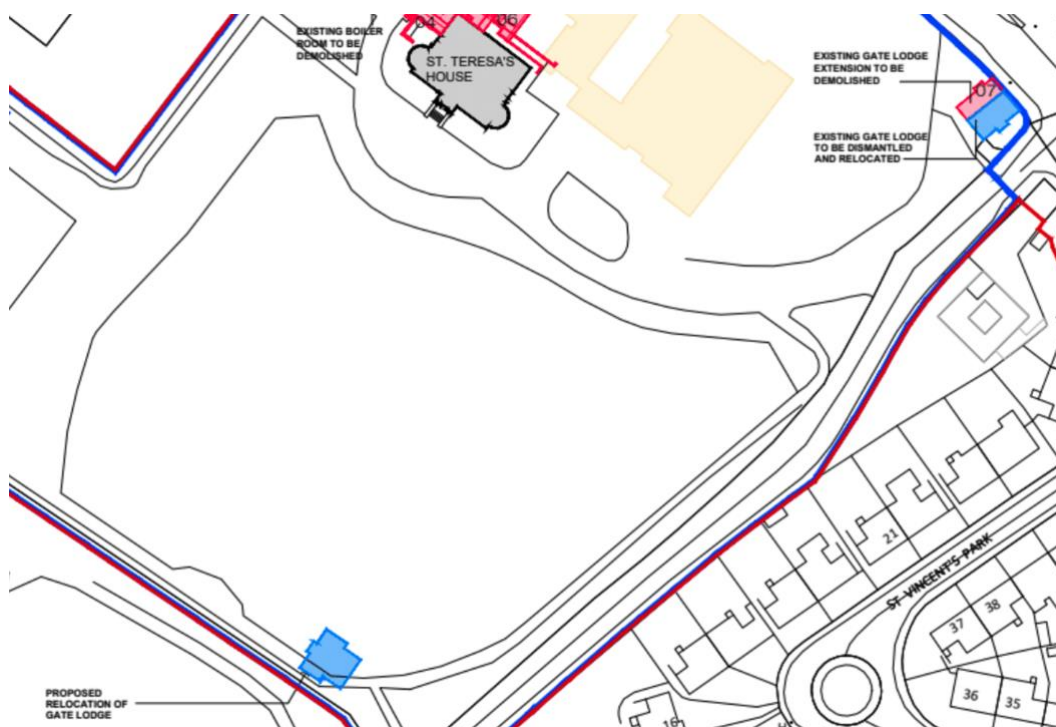 EXISTING BOILER
ROOM TO BE
DEMOLISHED
04
06
ST. TERESA'S
HOUSE
EXISTING GATE LODGE
EXTENSION TO BE
DEMOLISHED
07
EXISTING GATE LODGE
TO BE DISMANTLED
AND RELOCATED
21
ST VINCENT'S PARK
38
37
36
35
16
PROPOSED
RELOCATION OF
GATE LODGE